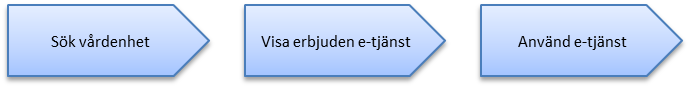 Sök vårdenhet
Visa erbjuden e-tjänst
Använd e-tjänst